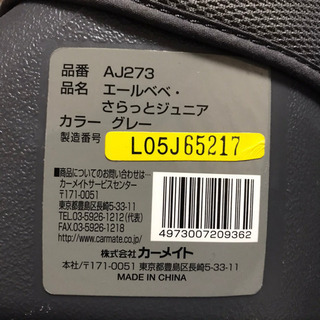 品番 AJ273
品名 エールベベ・
さらっとジュニア
カラー グレー
製造番号 L05J65217
■商品についてのお問い合わせは…
カーメイトサービスセンター
〒171-0051
東京都豊島区長崎5-33-11
TEL.03-5926-1212(代表)
FAX.03-5926-1218
www.carmate.co.jp
4973007209362
株式会社 カーメイト
本社/〒171-0051 東京都豊島区長崎5-33-11
MADE IN CHINA